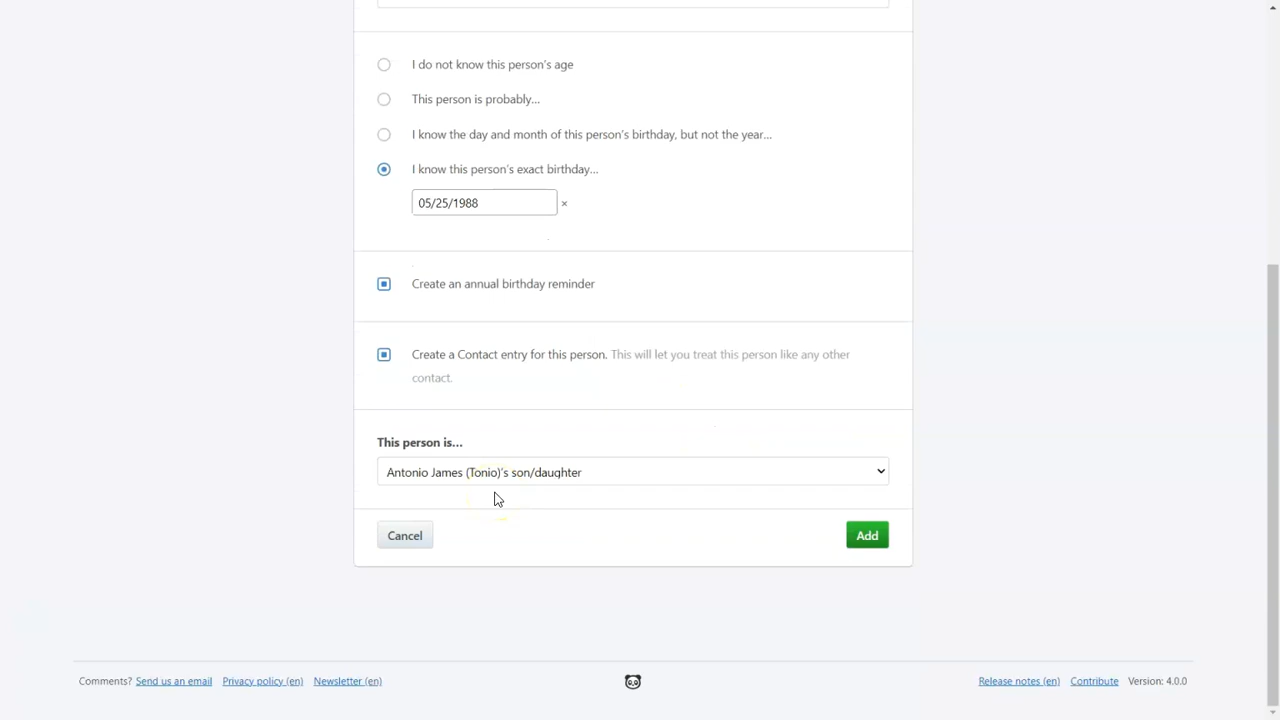 I do not know this person's age
This person is probably...
I know the day and month of this person's birthday, but not the year...
I know this person's exact birthday...
05/25/1988 ×
Create an annual birthday reminder
Create a Contact entry for this person. This will let you treat this person like any other
contact.
This person is...
Antonio James (Tonio)'s son/daughter
Cancel
Add
Comments? Send us an email Privacy policy (en) Newsletter (en) Release notes (en) Contribute Version: 4.0.0